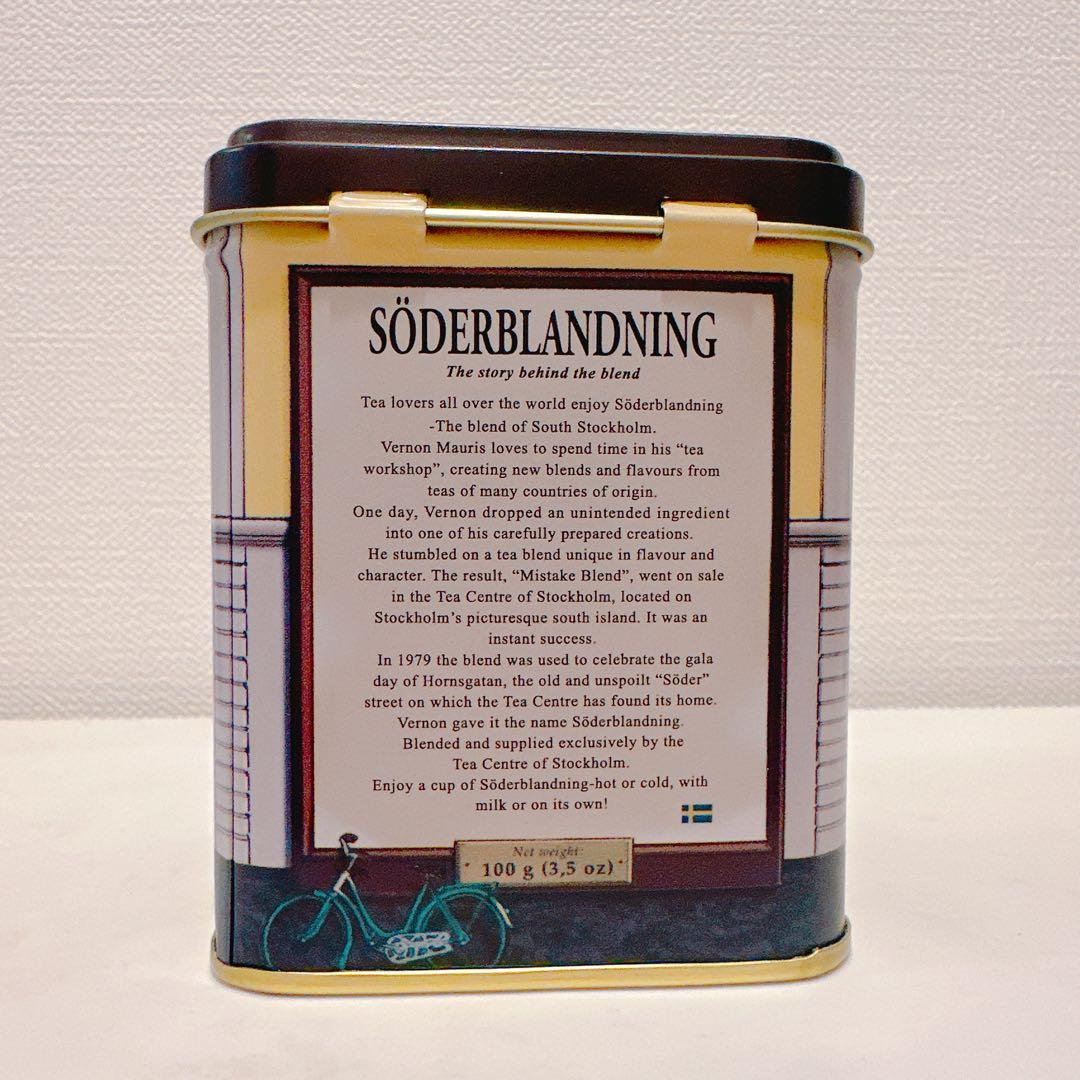 SÖDERBLANDNING
The story behind the blend
Tea lovers all over the world enjoy Söderblandning
-The blend of South Stockholm.
Vernon Mauris loves to spend time in his “tea
workshop”, creating new blends and flavours from
teas of many countries of origin.
One day, Vernon dropped an unintended ingredient
into one of his carefully prepared creations.
He stumbled on a tea blend unique in flavour and
character. The result, “Mistake Blend”, went on sale
in the Tea Centre of Stockholm, located on
Stockholm’s picturesque south island. It was an
instant success.
In 1979 the blend was used to celebrate the gala
day of Hornsgatan, the old and unspoilt “Söder”
street on which the Tea Centre has found its home.
Vernon gave it the name Söderblandning.
Blended and supplied exclusively by the
Tea Centre of Stockholm.
Enjoy a cup of Söderblandning-hot or cold, with
milk or on its own!
Net weight:
100 g (3,5 oz)